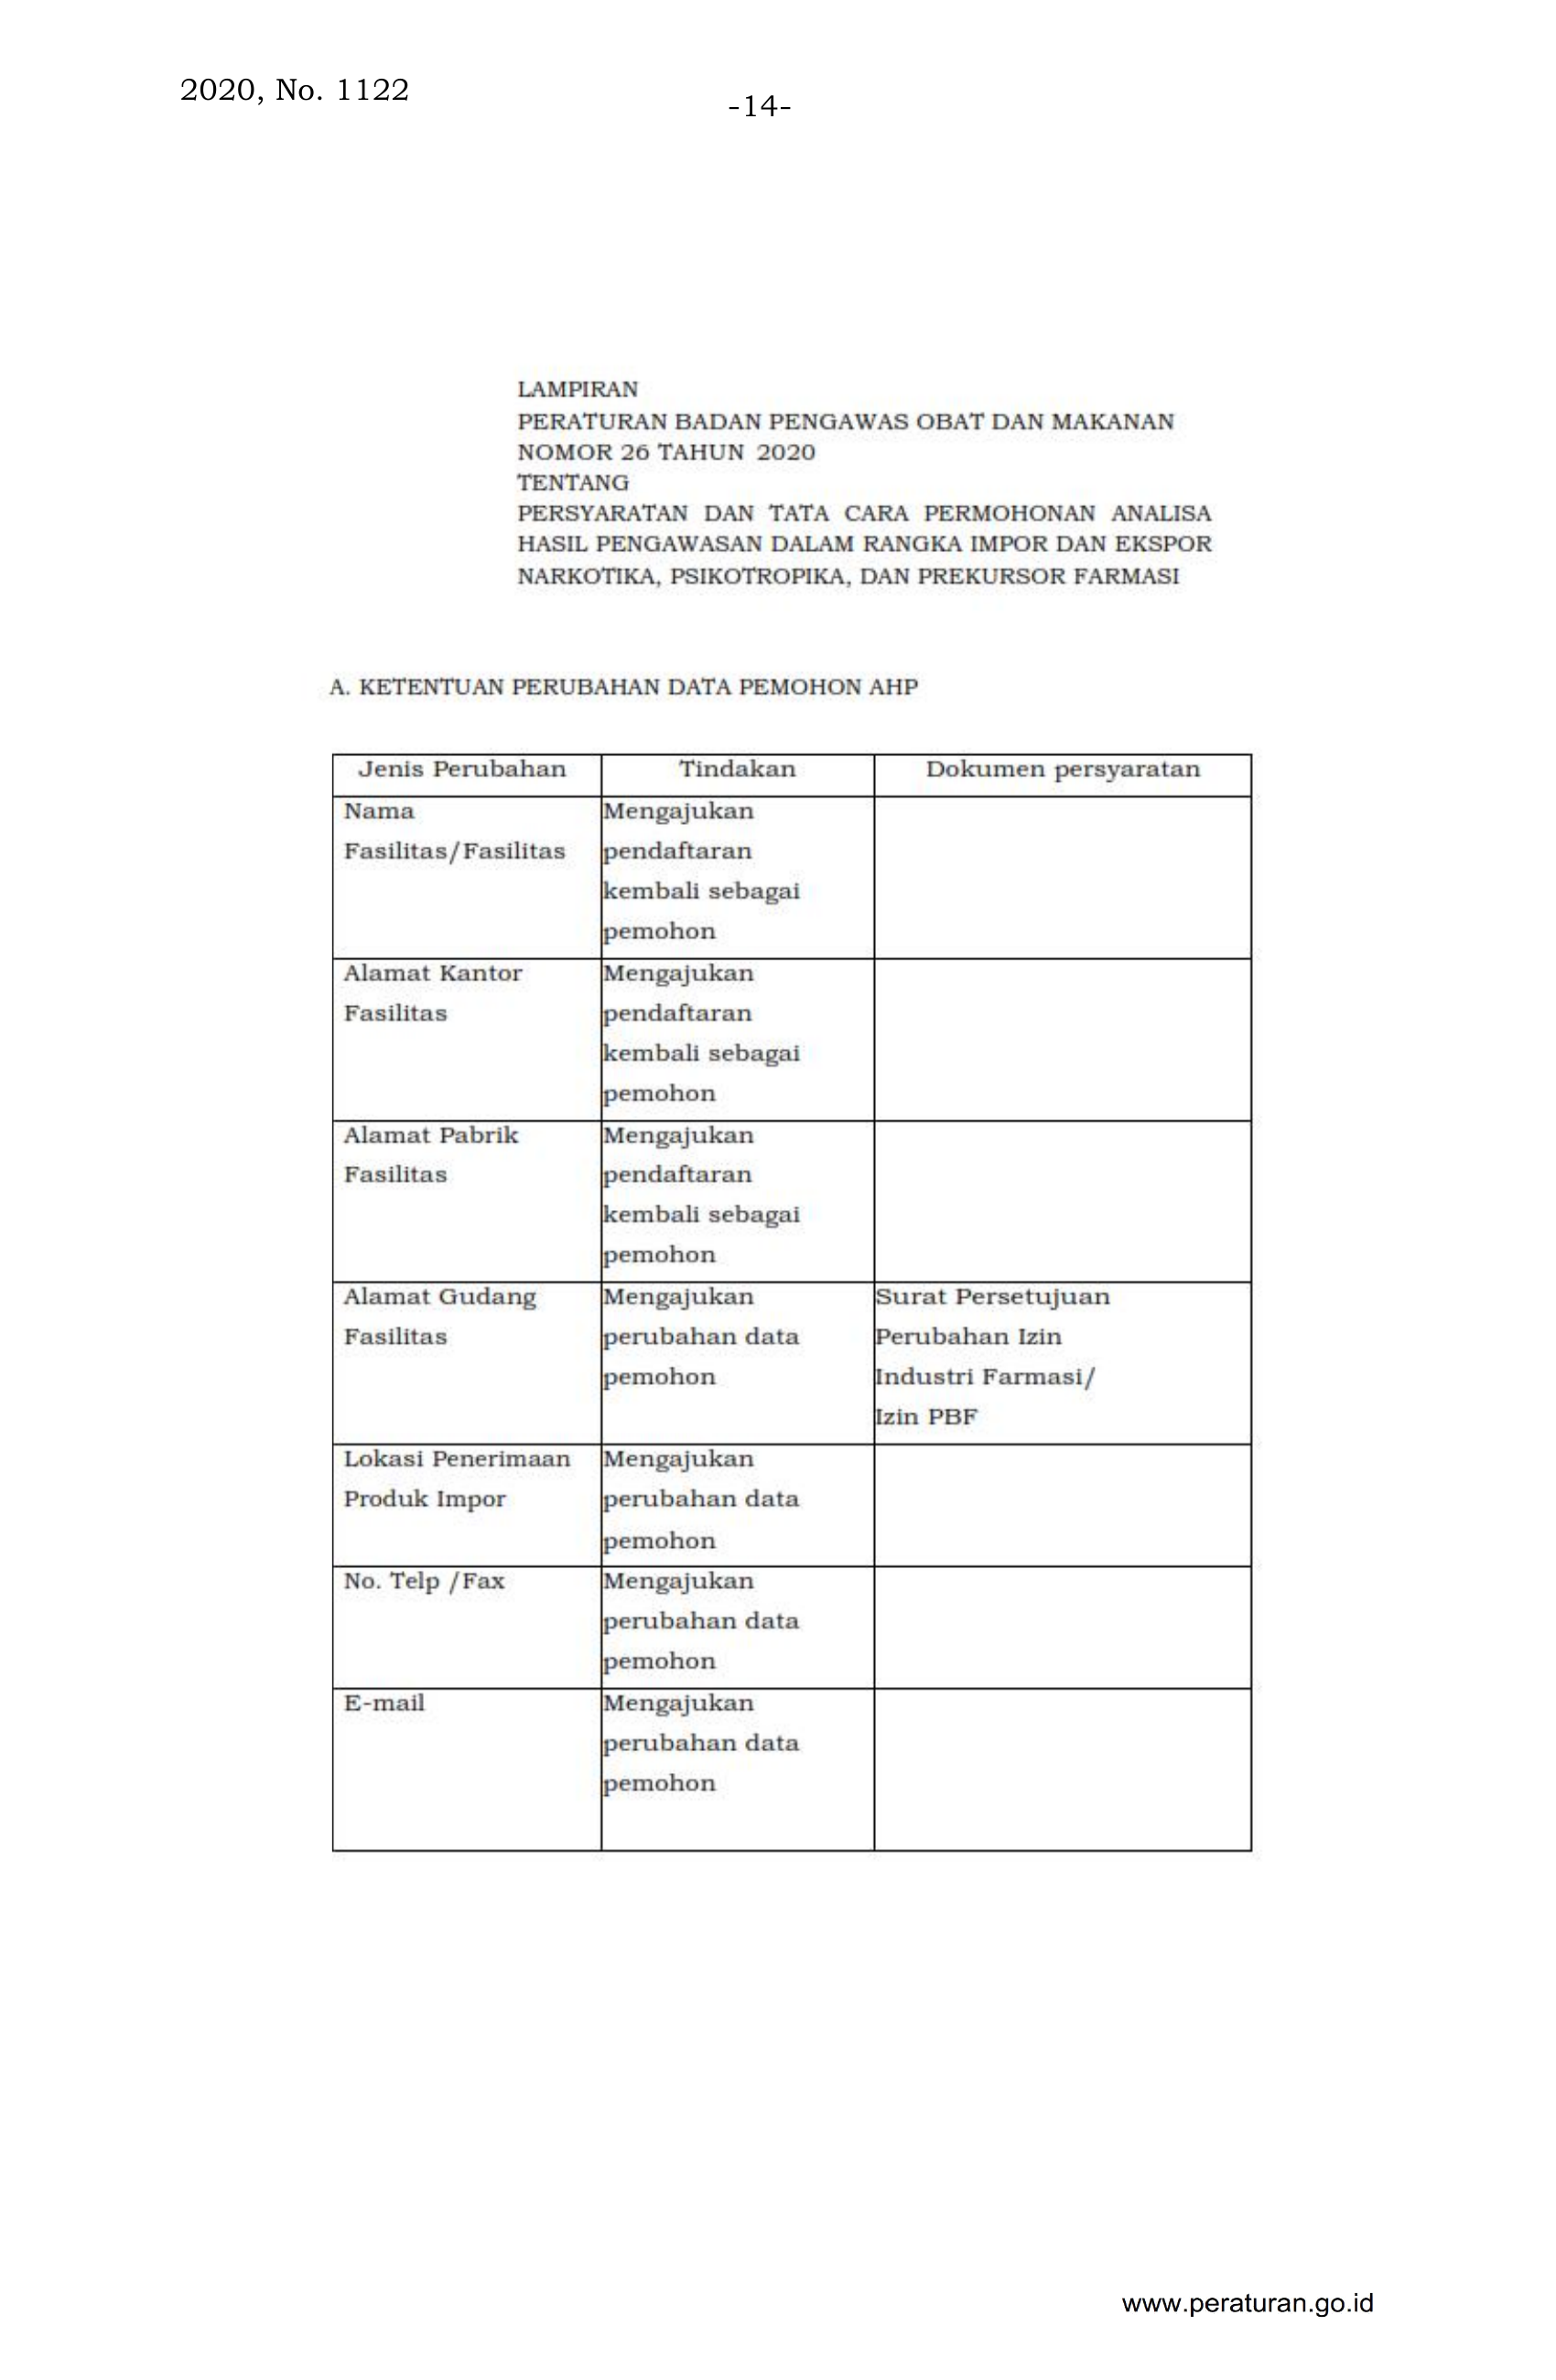 2020, No. 1122
-14-
LAMPIRAN
PERATURAN BADAN PENGAWAS OBAT DAN MAKANAN
NOMOR 26 TAHUN 2020
TENTANG
PERSYARATAN DAN TATA CARA PERMOHONAN ANALISA
HASIL PENGAWASAN DALAM RANGKA IMPOR DAN EKSPOR
NARKOTIKA, PSIKOTROPIKA, DAN PREKURSOR FARMASI
A. KETENTUAN PERUBAHAN DATA PEMOHON AHP
Jenis Perubahan
Tindakan
Dokumen persyaratan
Nama
Fasilitas/Fasilitas
Mengajukan
pendaftaran
kembali sebagai
pemohon
Alamat Kantor
Fasilitas
Mengajukan
pendaftaran
kembali sebagai
pemohon
Alamat Pabrik
Fasilitas
Mengajukan
pendaftaran
kembali sebagai
pemohon
Alamat Gudang
Fasilitas
Mengajukan
perubahan data
pemohon
Surat Persetujuan
Perubahan Izin
Industri Farmasi/
Izin PBF
Lokasi Penerimaan
Produk Impor
Mengajukan
perubahan data
pemohon
No. Telp /Fax
Mengajukan
perubahan data
pemohon
E-mail
Mengajukan
perubahan data
pemohon
www.peraturan.go.id